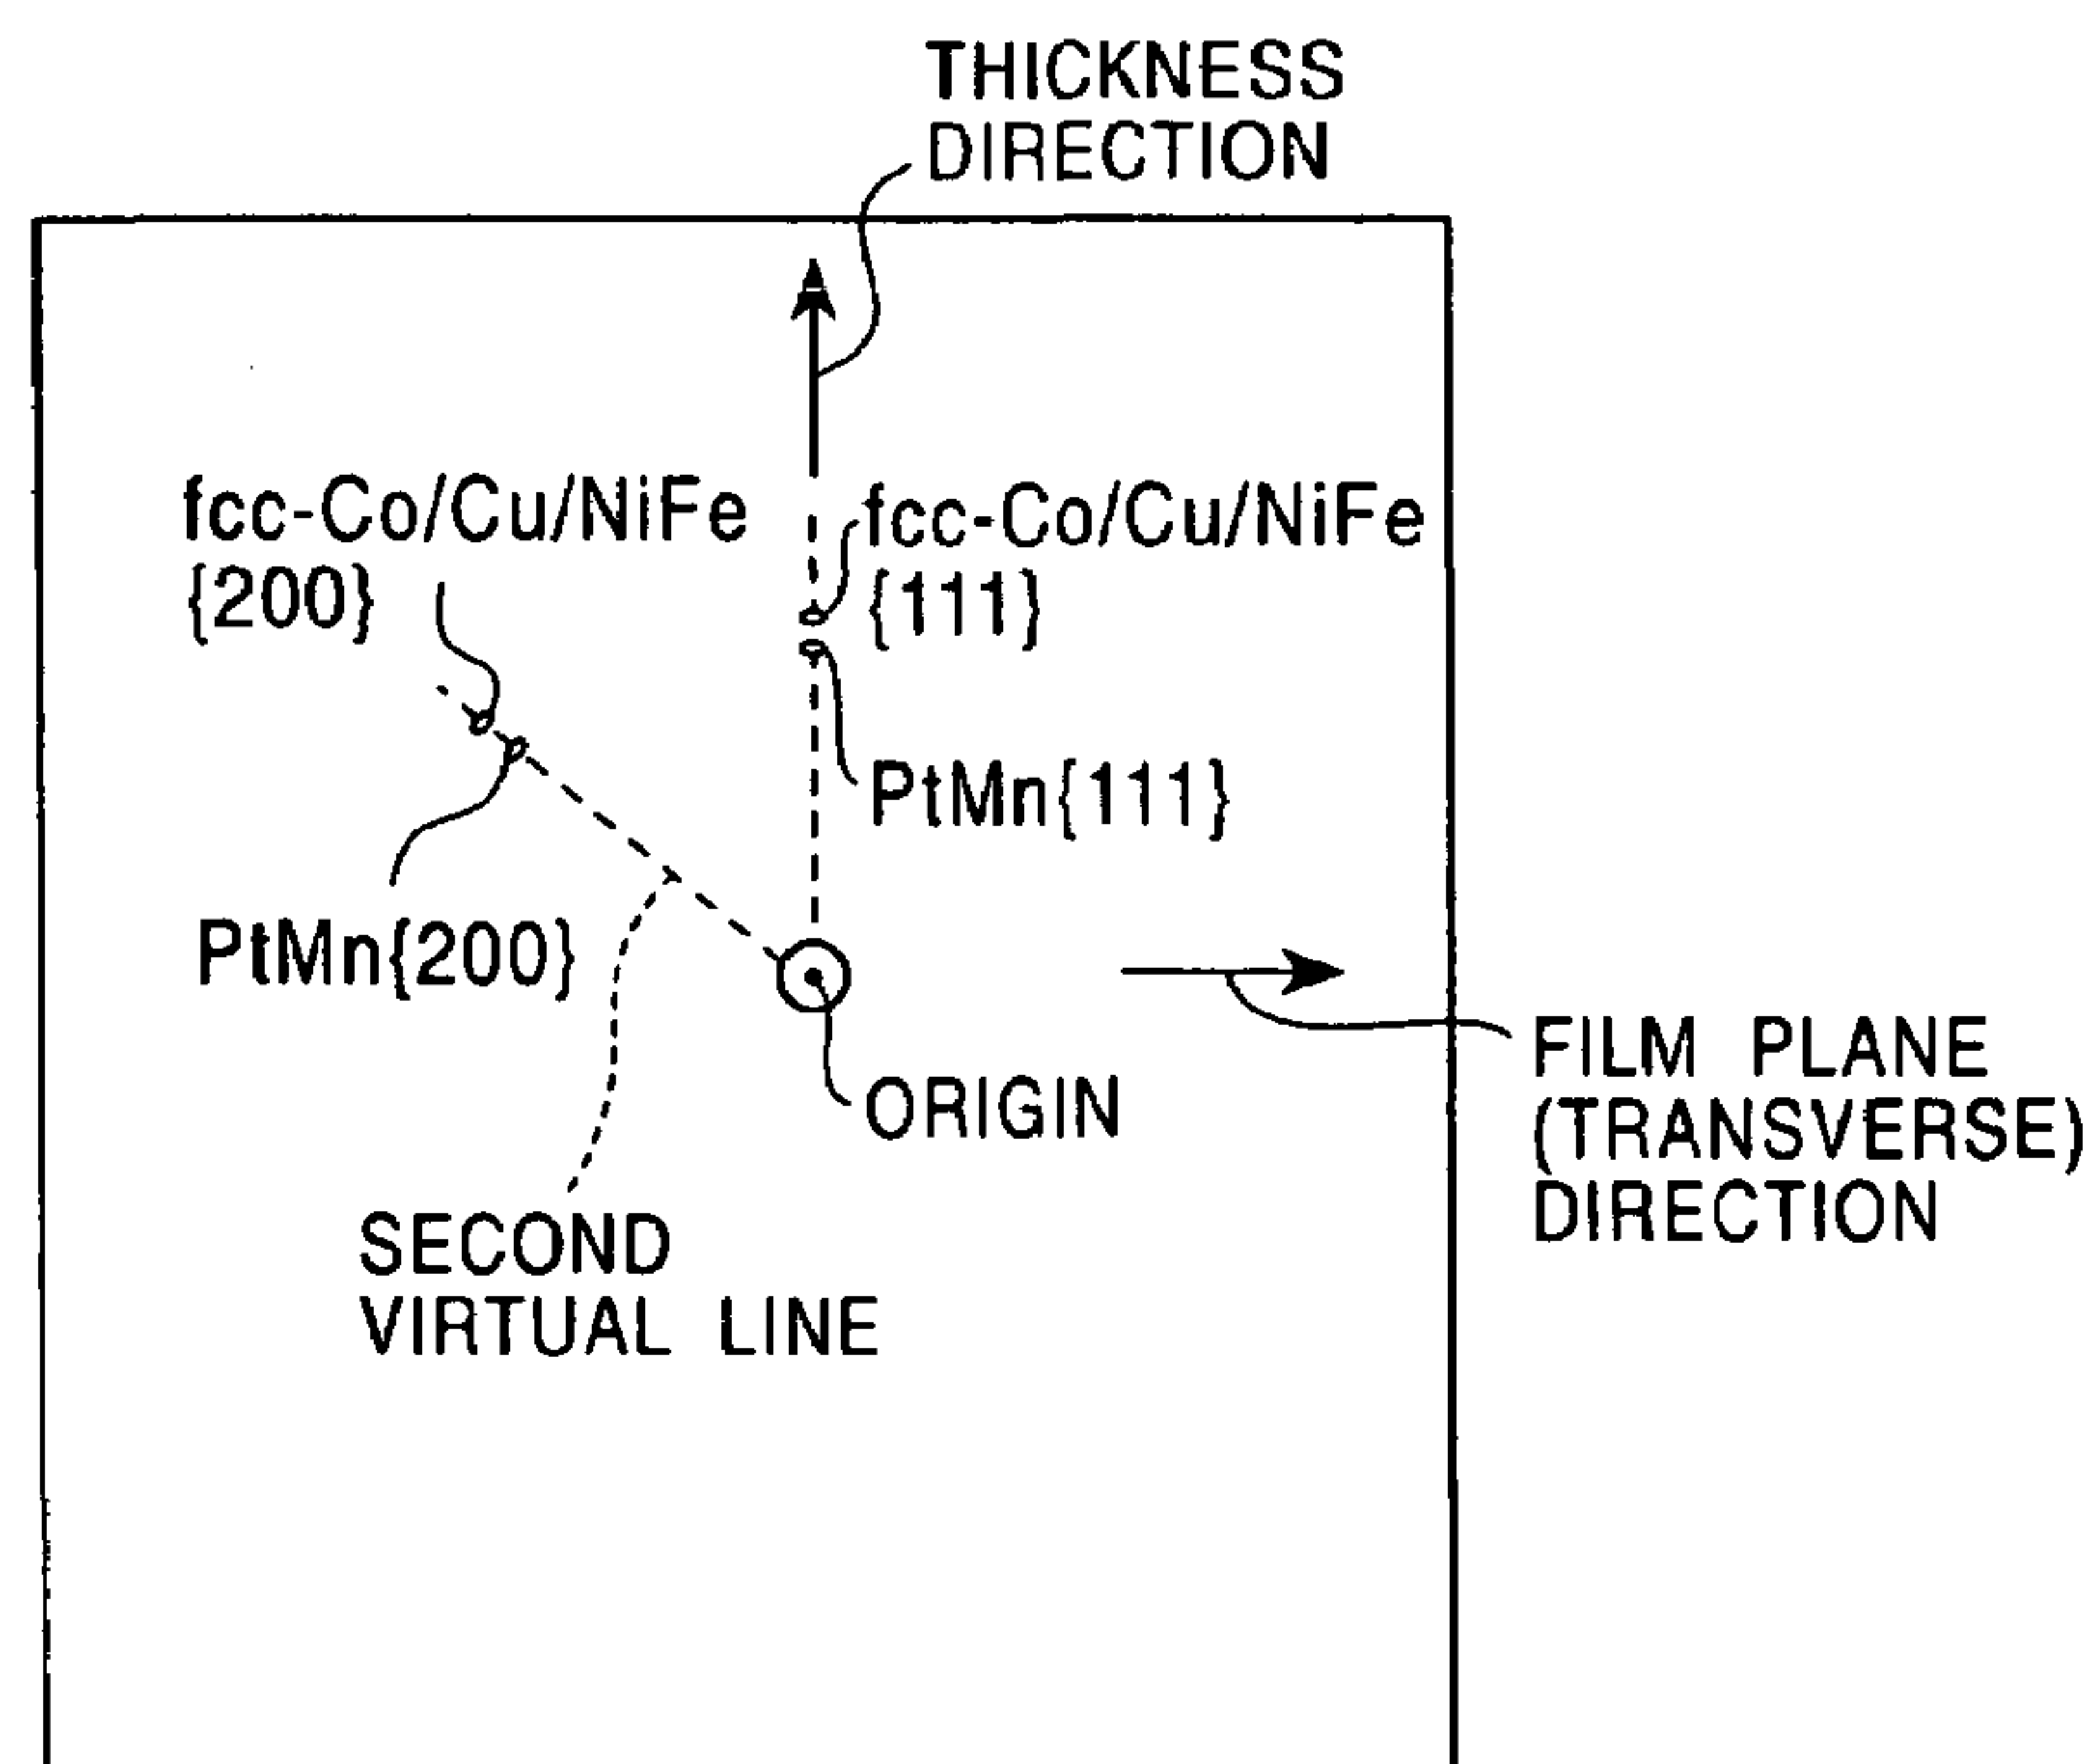 THICKNESS
DIRECTION
fcc-Co/Cu/NiFe
{200}
fcc-Co/Cu/NiFe
{111}
PtMn{111}
PtMn{200}
ORIGIN
FILM PLANE
(TRANSVERSE)
DIRECTION
SECOND
VIRTUAL LINE